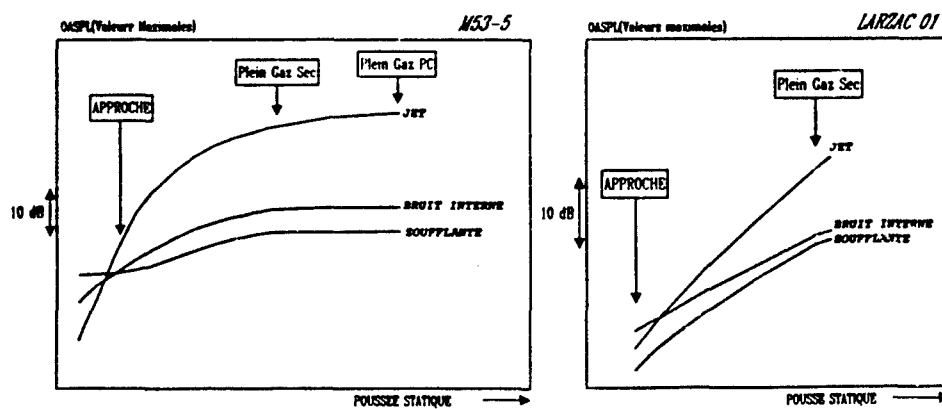 OASPL(Valeurs Maximales)
M53-5
Plein Gaz Sec
Plein Gaz PC
APPROCHE
JET
10 dB
BRUIT INTERNE
SOUFFLANTE
POUSSEE STATIQUE
OASPL(Valeurs maximales)
LARZAC 01
Plein Gaz Sec
JET
APPROCHE
10 dB
BRUIT INTERNE
SOUFFLANTE
POUSSE STATIQUE